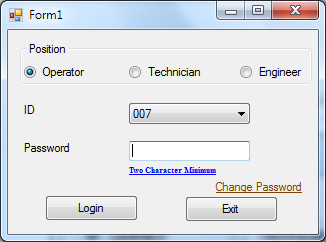 Form1
Position
Operator Technician Engineer
ID 007
Password
Two Character Minimum
Change Password
Login Exit